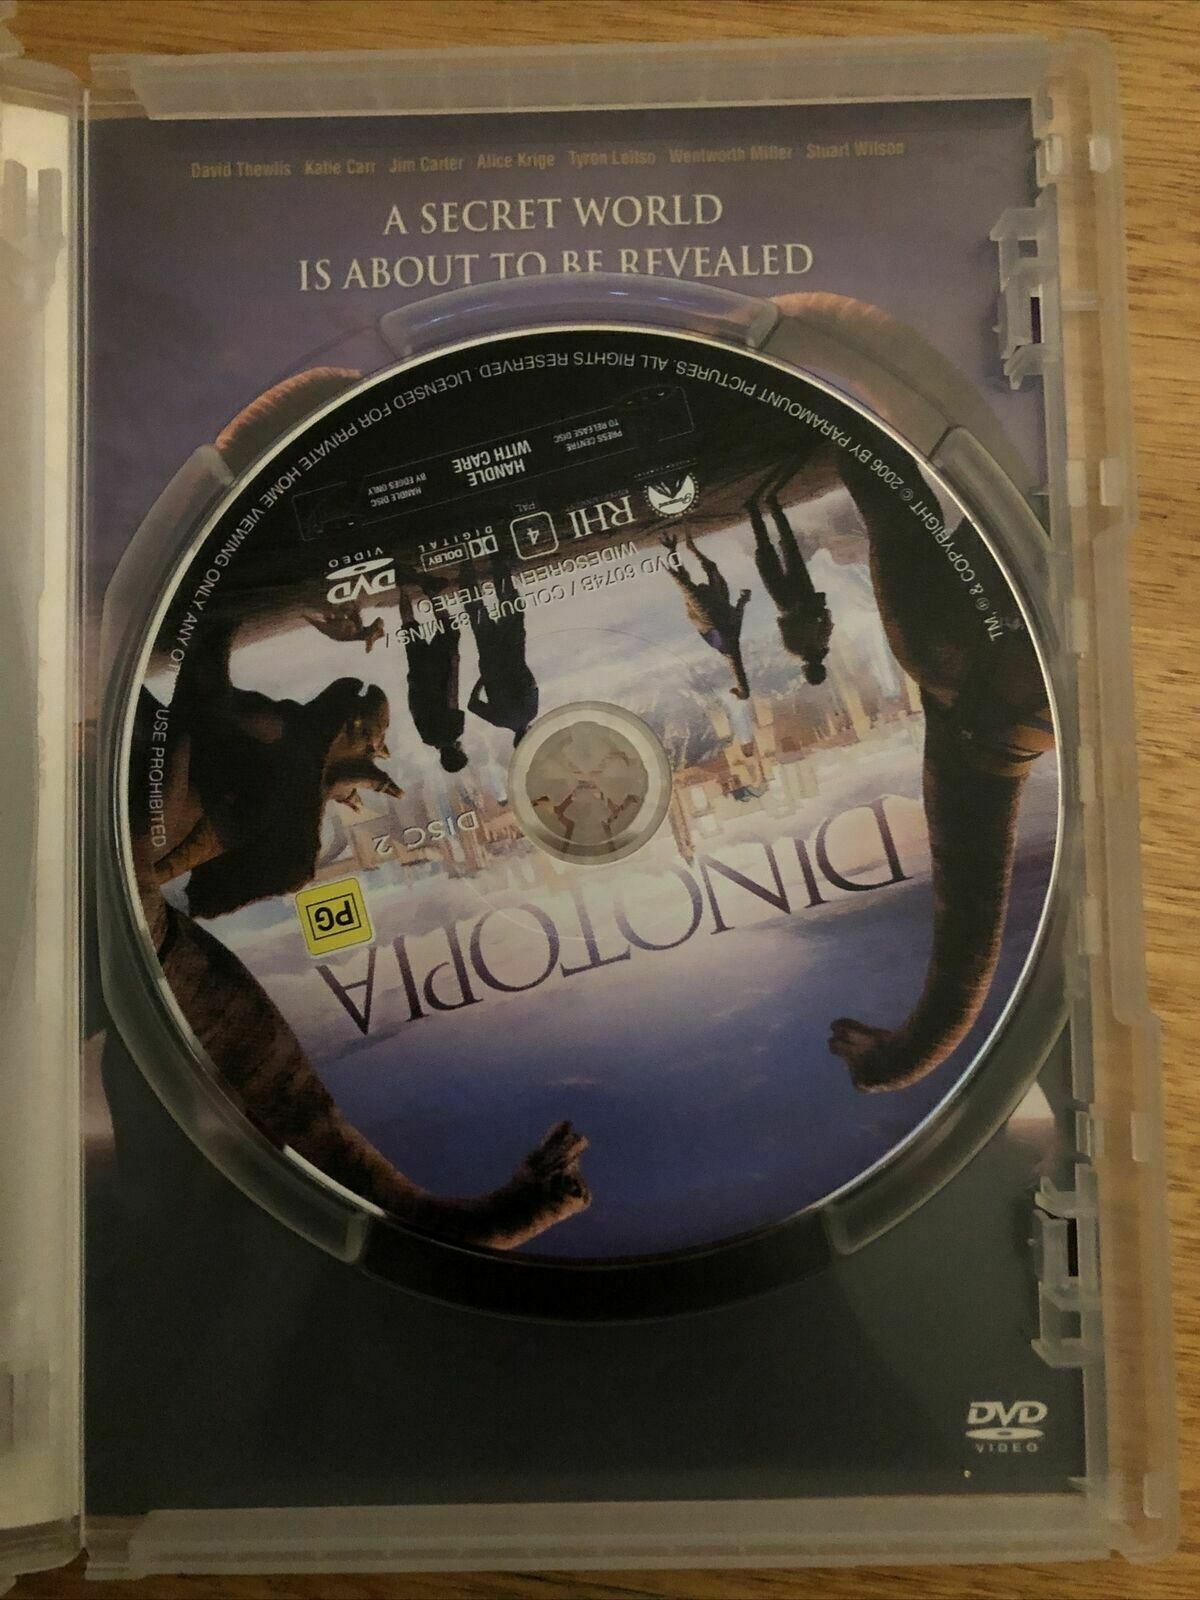 David Thewlis Katie Carr Jim Carter Alice Krige Tyron Leitso Wentworth Miller Stuart Wilson
A SECRET WORLD
IS ABOUT TO BE REVEALED
DINOTOPIA
PG
DISC 2
DVD 6074B / COLOUR / 82 MINS /
WIDESCREEN / STEREO
RHI
4
PAL
DOLBY
DIGITAL
DVD
VIDEO
HANDLE
WITH CARE
PRESS CENTRE
TO RELEASE DISC
HANDLE DISC
BY EDGES ONLY
TM, ® & COPYRIGHT © 2006 BY PARAMOUNT PICTURES. ALL RIGHTS RESERVED. LICENSED FOR PRIVATE HOME VIEWING ONLY. ANY OT USE PROHIBITED
DVD
VIDEO